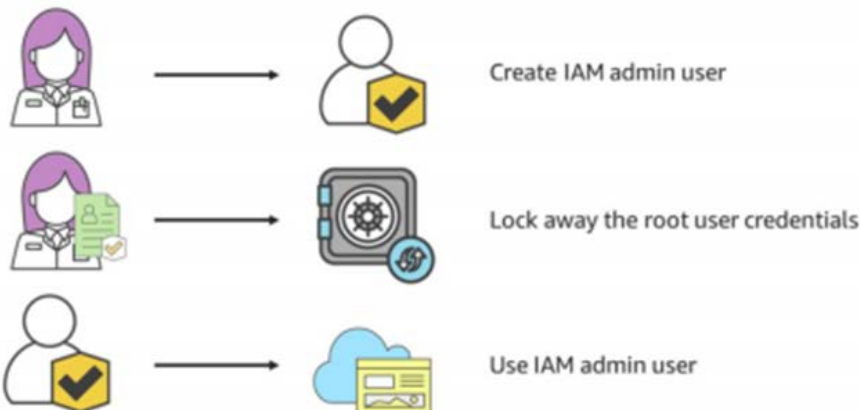 Create IAM admin user
Lock away the root user credentials
Use IAM admin user